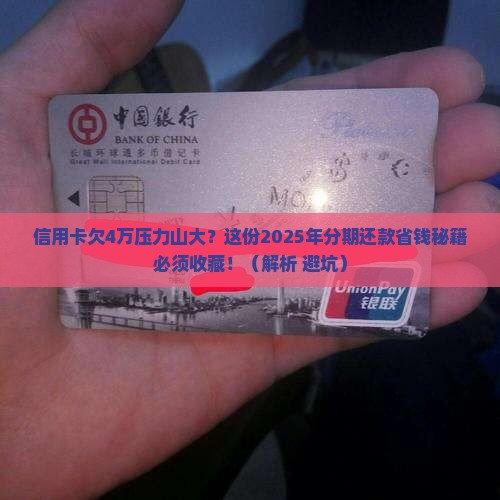 中国银行
BANK OF CHINA
长城环球通多币借记卡
Great Wall International Debit Card
信用卡欠4万压力山大？这份2025年分期还款省钱秘籍
必须收藏！（解析 避坑）
UnionPay
银联